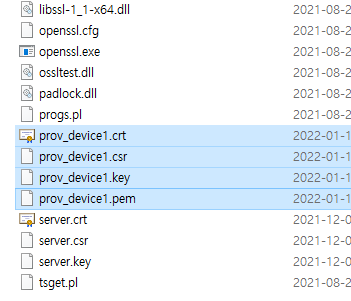 libssl-1_1-x64.dll 2021-08-2
openssl.cfg 2021-08-2
openssl.exe 2021-08-2
ossltest.dll 2021-08-2
padlock.dll 2021-08-2
progs.pl 2021-08-2
prov_device1.crt 2022-01-1
prov_device1.csr 2022-01-1
prov_device1.key 2022-01-1
prov_device1.pem 2022-01-1
server.crt 2021-12-0
server.csr 2021-12-0
server.key 2021-12-0
tsget.pl 2021-08-2